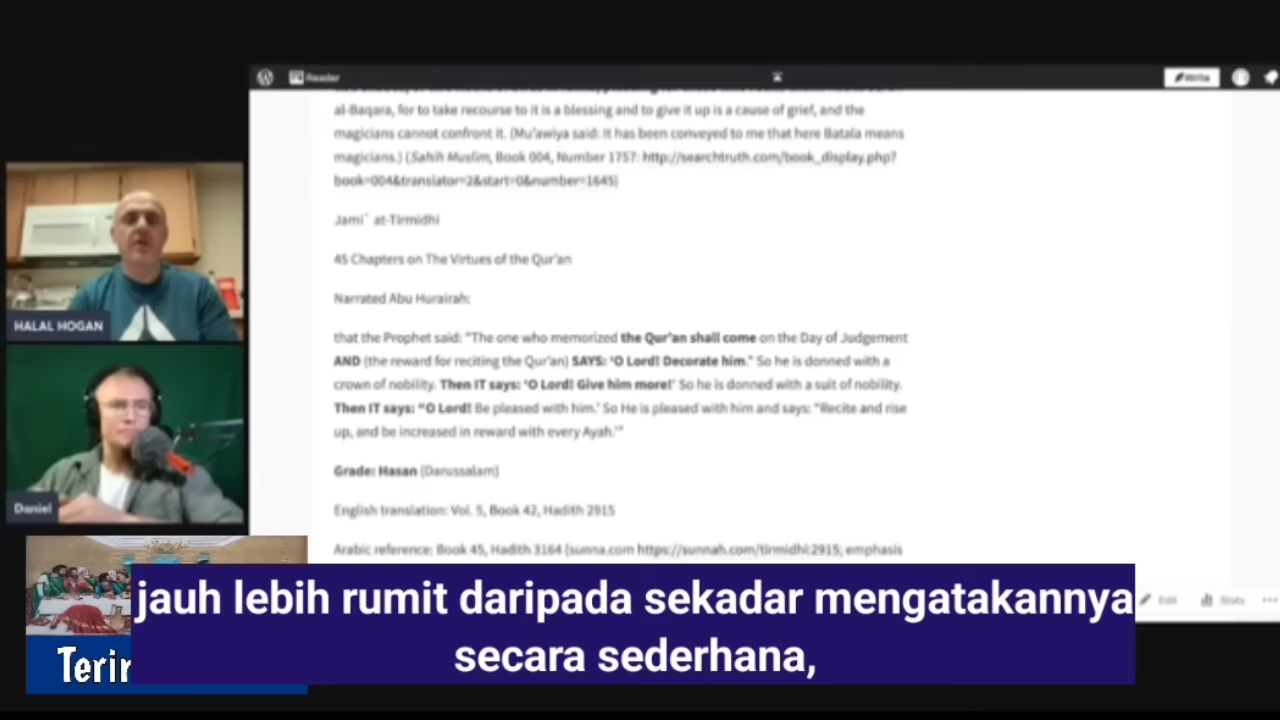 Reader
Write
al-Baqara, for to take recourse to it is a blessing and to give it up is a cause of grief, and the
magicians cannot confront it. (Mu'awiya said: It has been conveyed to me that here Batala means
magicians.) (Sahih Muslim, Book 004, Number 1757: http://searchtruth.com/book_display.php?
book=004&translator=2&start=0&number=1645)
Jami` at-Tirmidhi
45 Chapters on The Virtues of the Qur'an
Narrated Abu Hurairah:
that the Prophet said: "The one who memorized the Qur'an shall come on the Day of Judgement
AND (the reward for reciting the Qur'an) SAYS: 'O Lord! Decorate him." So he is donned with a
crown of nobility. Then IT says: 'O Lord! Give him more!' So he is donned with a suit of nobility.
Then IT says: "O Lord! Be pleased with him.' So He is pleased with him and says: "Recite and rise
up, and be increased in reward with every Ayah.'"
Grade: Hasan (Darussalam)
English translation: Vol. 5, Book 42, Hadith 2915
Arabic reference: Book 45, Hadith 3164 (sunna.com https://sunnah.com/tirmidhi:2915; emphasis
Edit Stats
HALAL HOGAN
Daniel
jauh lebih rumit daripada sekadar mengatakannya
secara sederhana,